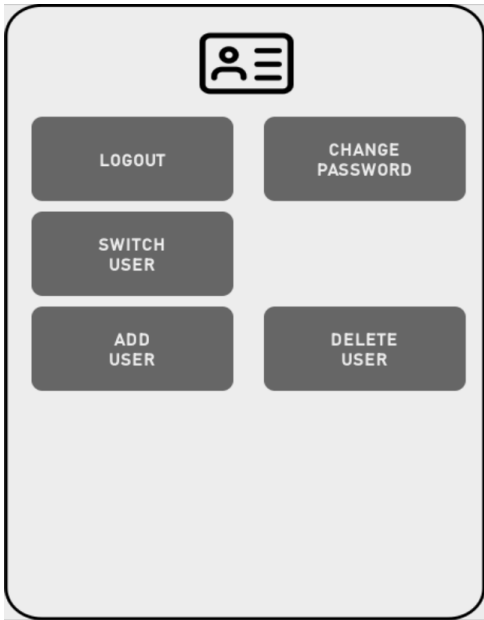 LOGOUT
CHANGE
PASSWORD
SWITCH
USER
ADD
USER
DELETE
USER